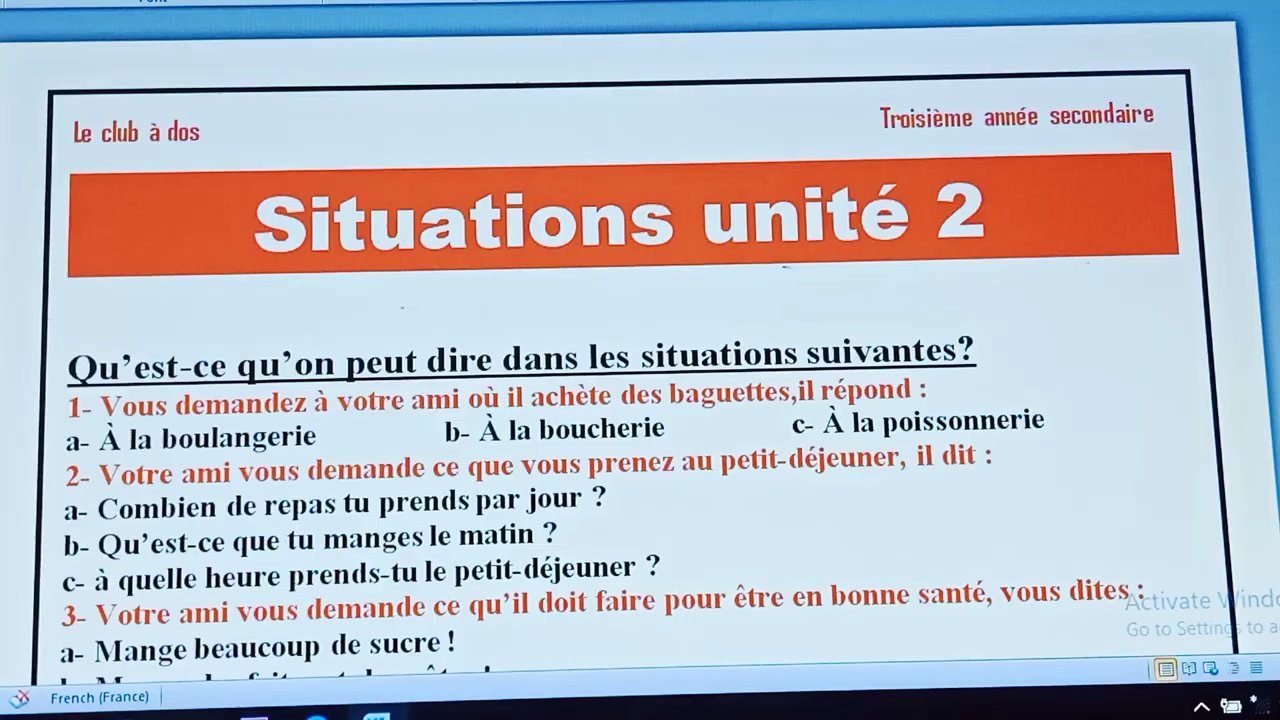 Le club à dos
Troisième année secondaire
Situations unité 2
Qu’est-ce qu’on peut dire dans les situations suivantes?
1- Vous demandez à votre ami où il achète des baguettes,il répond :
a- À la boulangerie b- À la boucherie c- À la poissonnerie
2- Votre ami vous demande ce que vous prenez au petit-déjeuner, il dit :
a- Combien de repas tu prends par jour ?
b- Qu’est-ce que tu manges le matin ?
c- à quelle heure prends-tu le petit-déjeuner ?
3- Votre ami vous demande ce qu’il doit faire pour être en bonne santé, vous dites :
a- Mange beaucoup de sucre !
Activate
Go to Settings to
French (France)